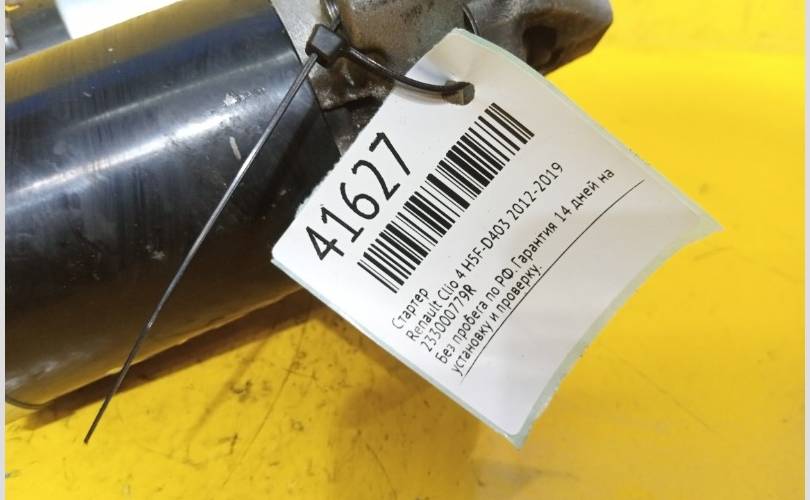 41627
Стартер
Renault Clio 4 H5F-D403 2012-2019
233000779R
Без пробега по РФ.Гарантия 14 дней на
установку и проверку.